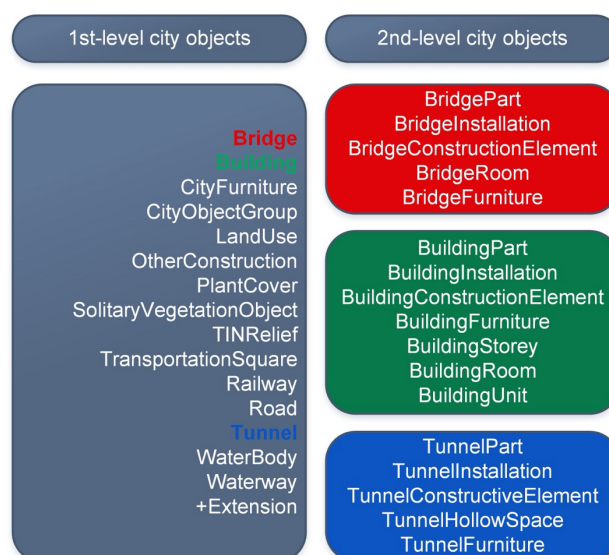 1st-level city objects
2nd-level city objects
Bridge
Building
CityFurniture
CityObjectGroup
LandUse
OtherConstruction
PlantCover
SolitaryVegetationObject
TINRelief
TransportationSquare
Railway
Road
Tunnel
WaterBody
Waterway
+Extension
BridgePart
BridgeInstallation
BridgeConstructionElement
BridgeRoom
BridgeFurniture
BuildingPart
BuildingInstallation
BuildingConstructionElement
BuildingFurniture
BuildingStorey
BuildingRoom
BuildingUnit
TunnelPart
TunnelInstallation
TunnelConstructiveElement
TunnelHollowSpace
TunnelFurniture